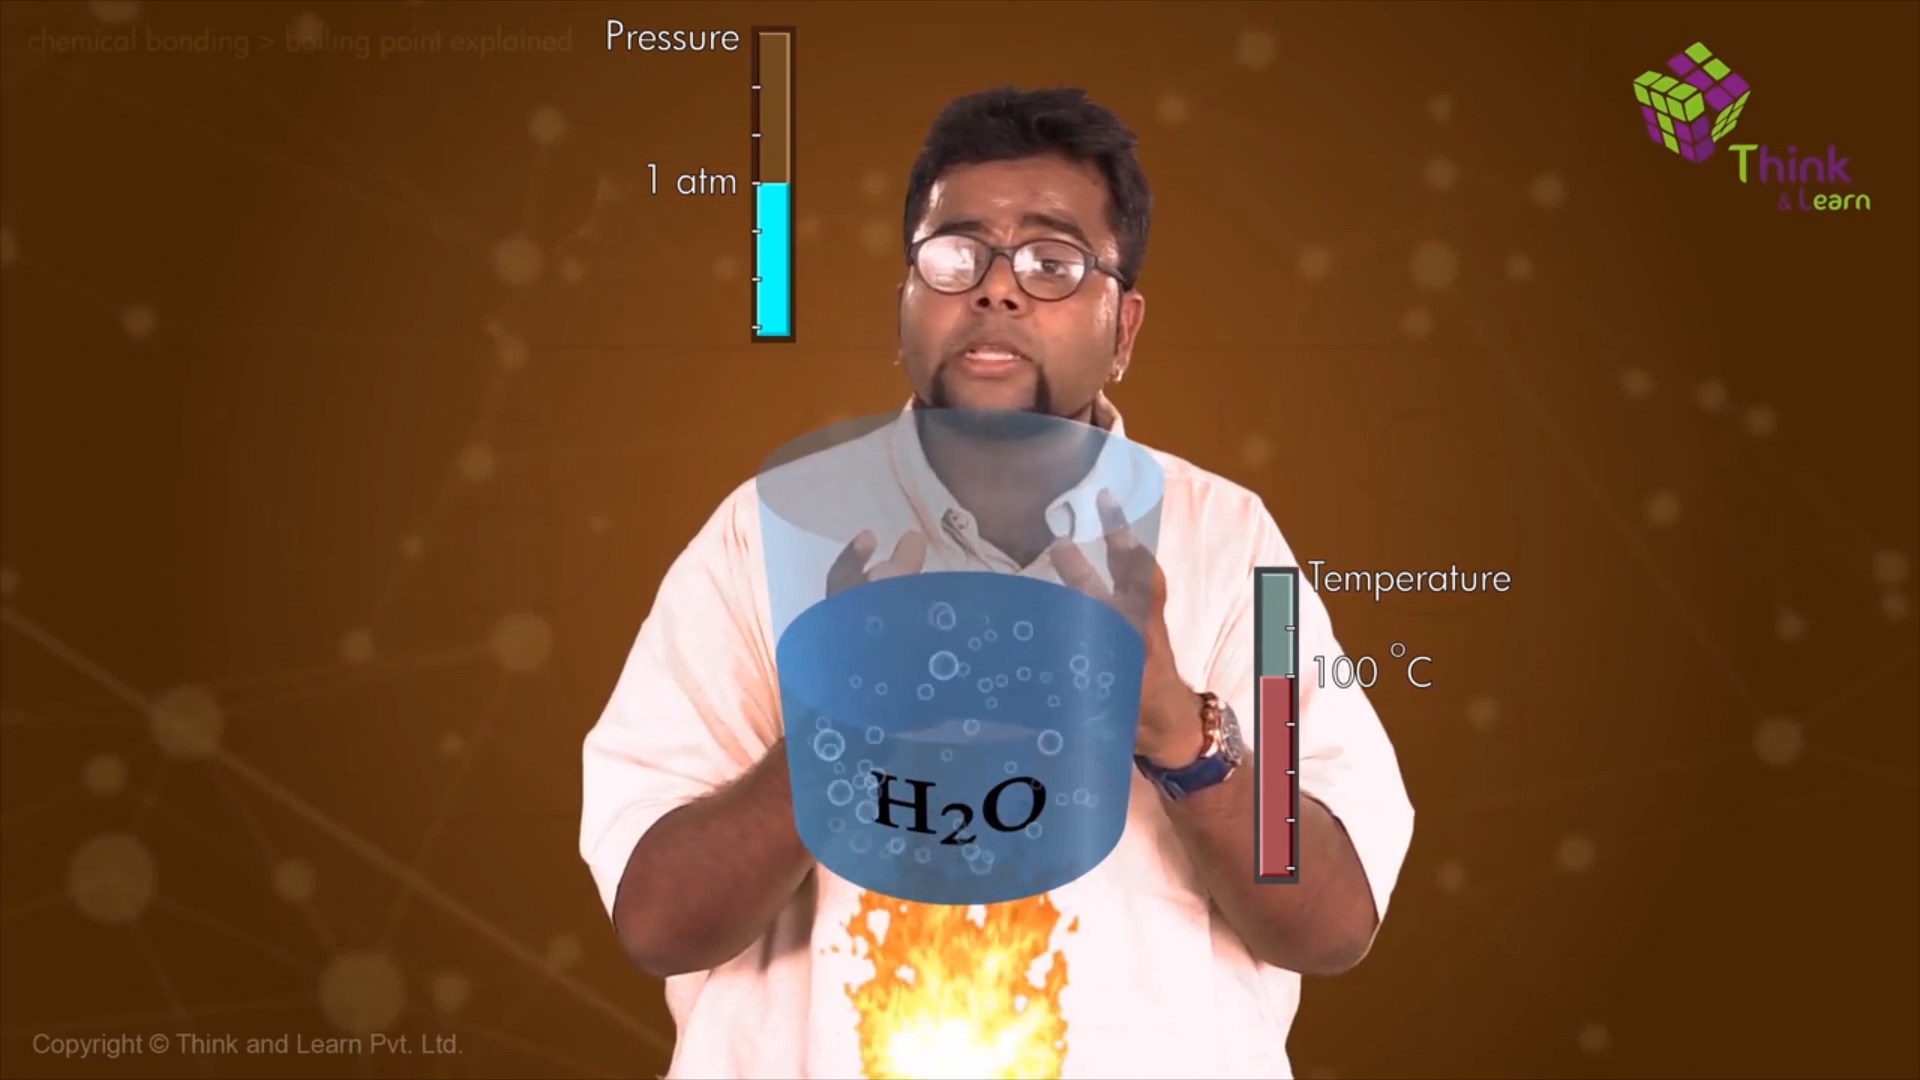 chemical bonding > boiling point explained
Pressure
1 atm
Think
& Learn
Temperature
100 °C
H₂O
Copyright © Think and Learn Pvt. Ltd.